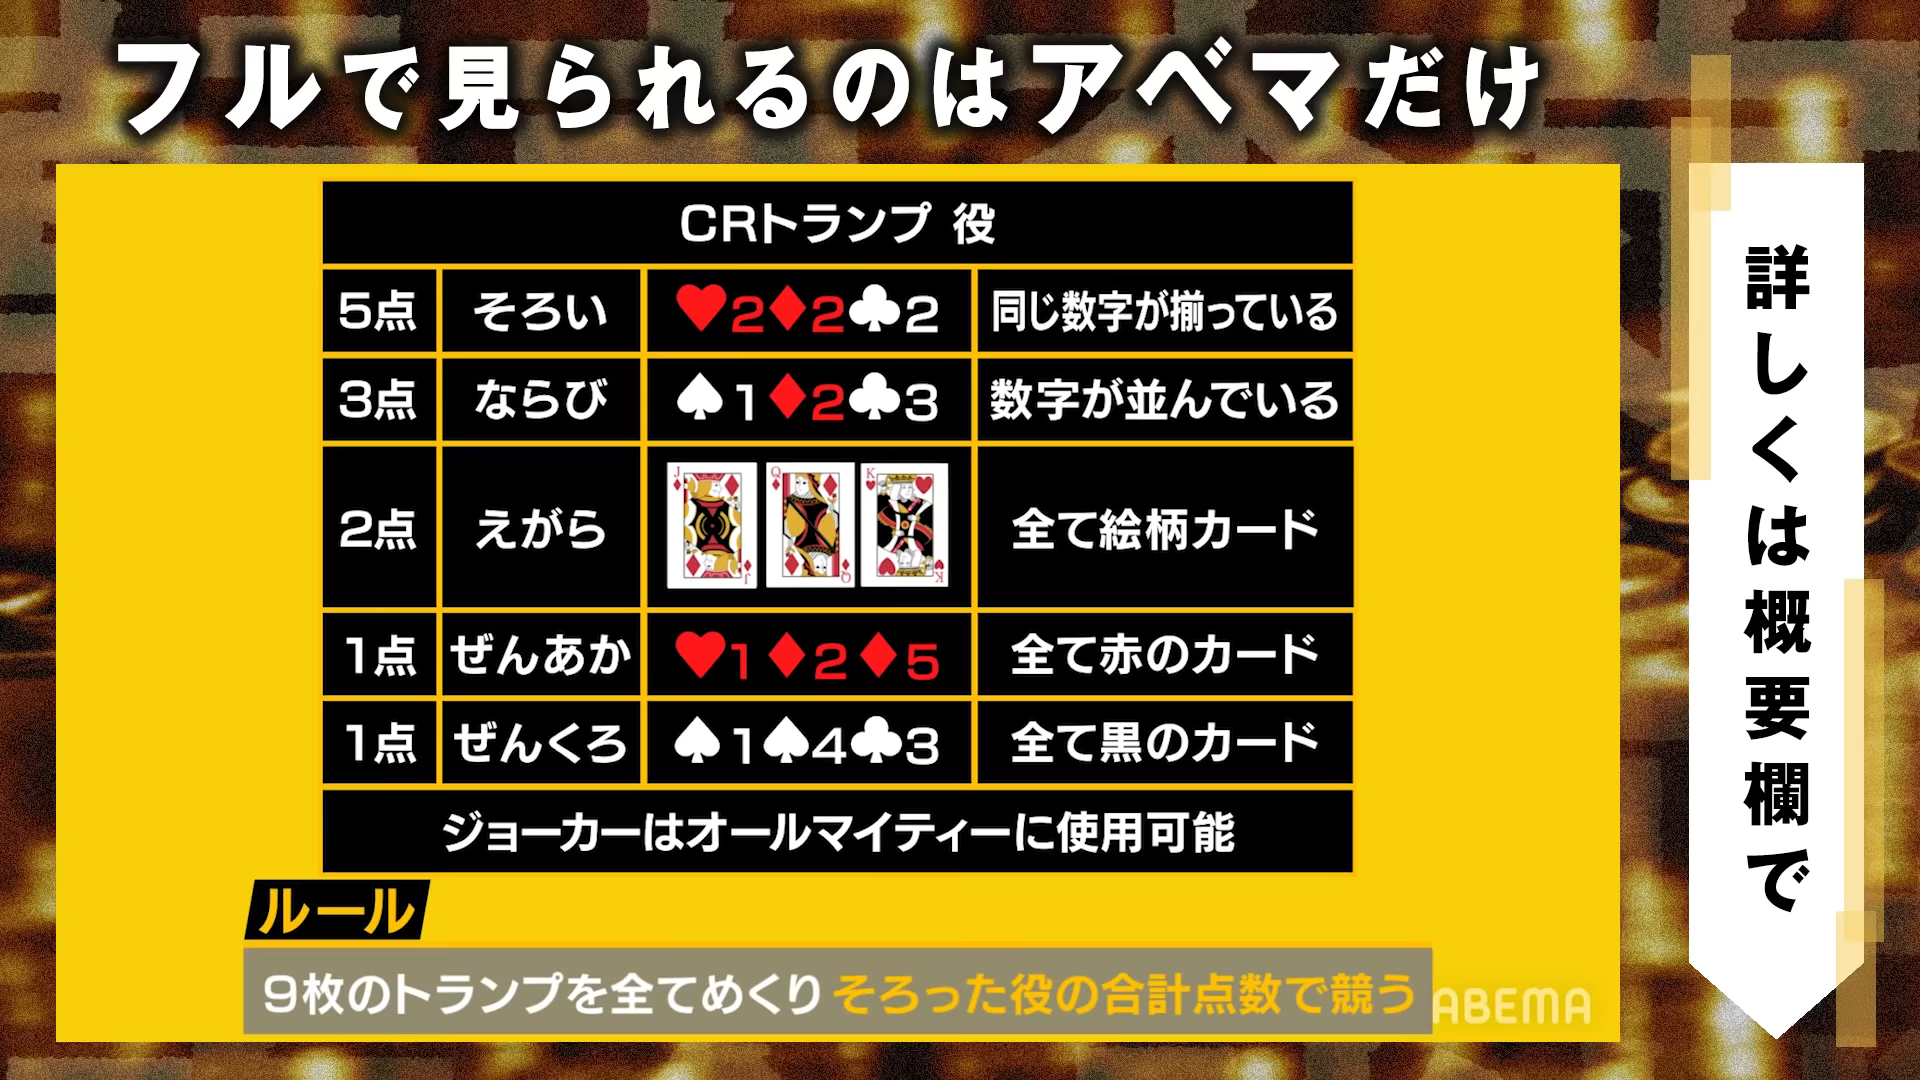 フルで見られるのはアベマだけ
CRトランプ 役
5点 そろい ♥2♦2♣2 同じ数字が揃っている
3点 ならび ♠1♦2♣3 数字が並んでいる
2点 えがら J Q K 全て絵柄カード
1点 ぜんあか ♥1♦2♦5 全て赤のカード
1点 ぜんくろ ♠1♠4♣3 全て黒のカード
ジョーカーはオールマイティーに使用可能
ルール
9枚のトランプを全てめくり そろった役の合計点数で競う
ABEMA
詳しくは概要欄で